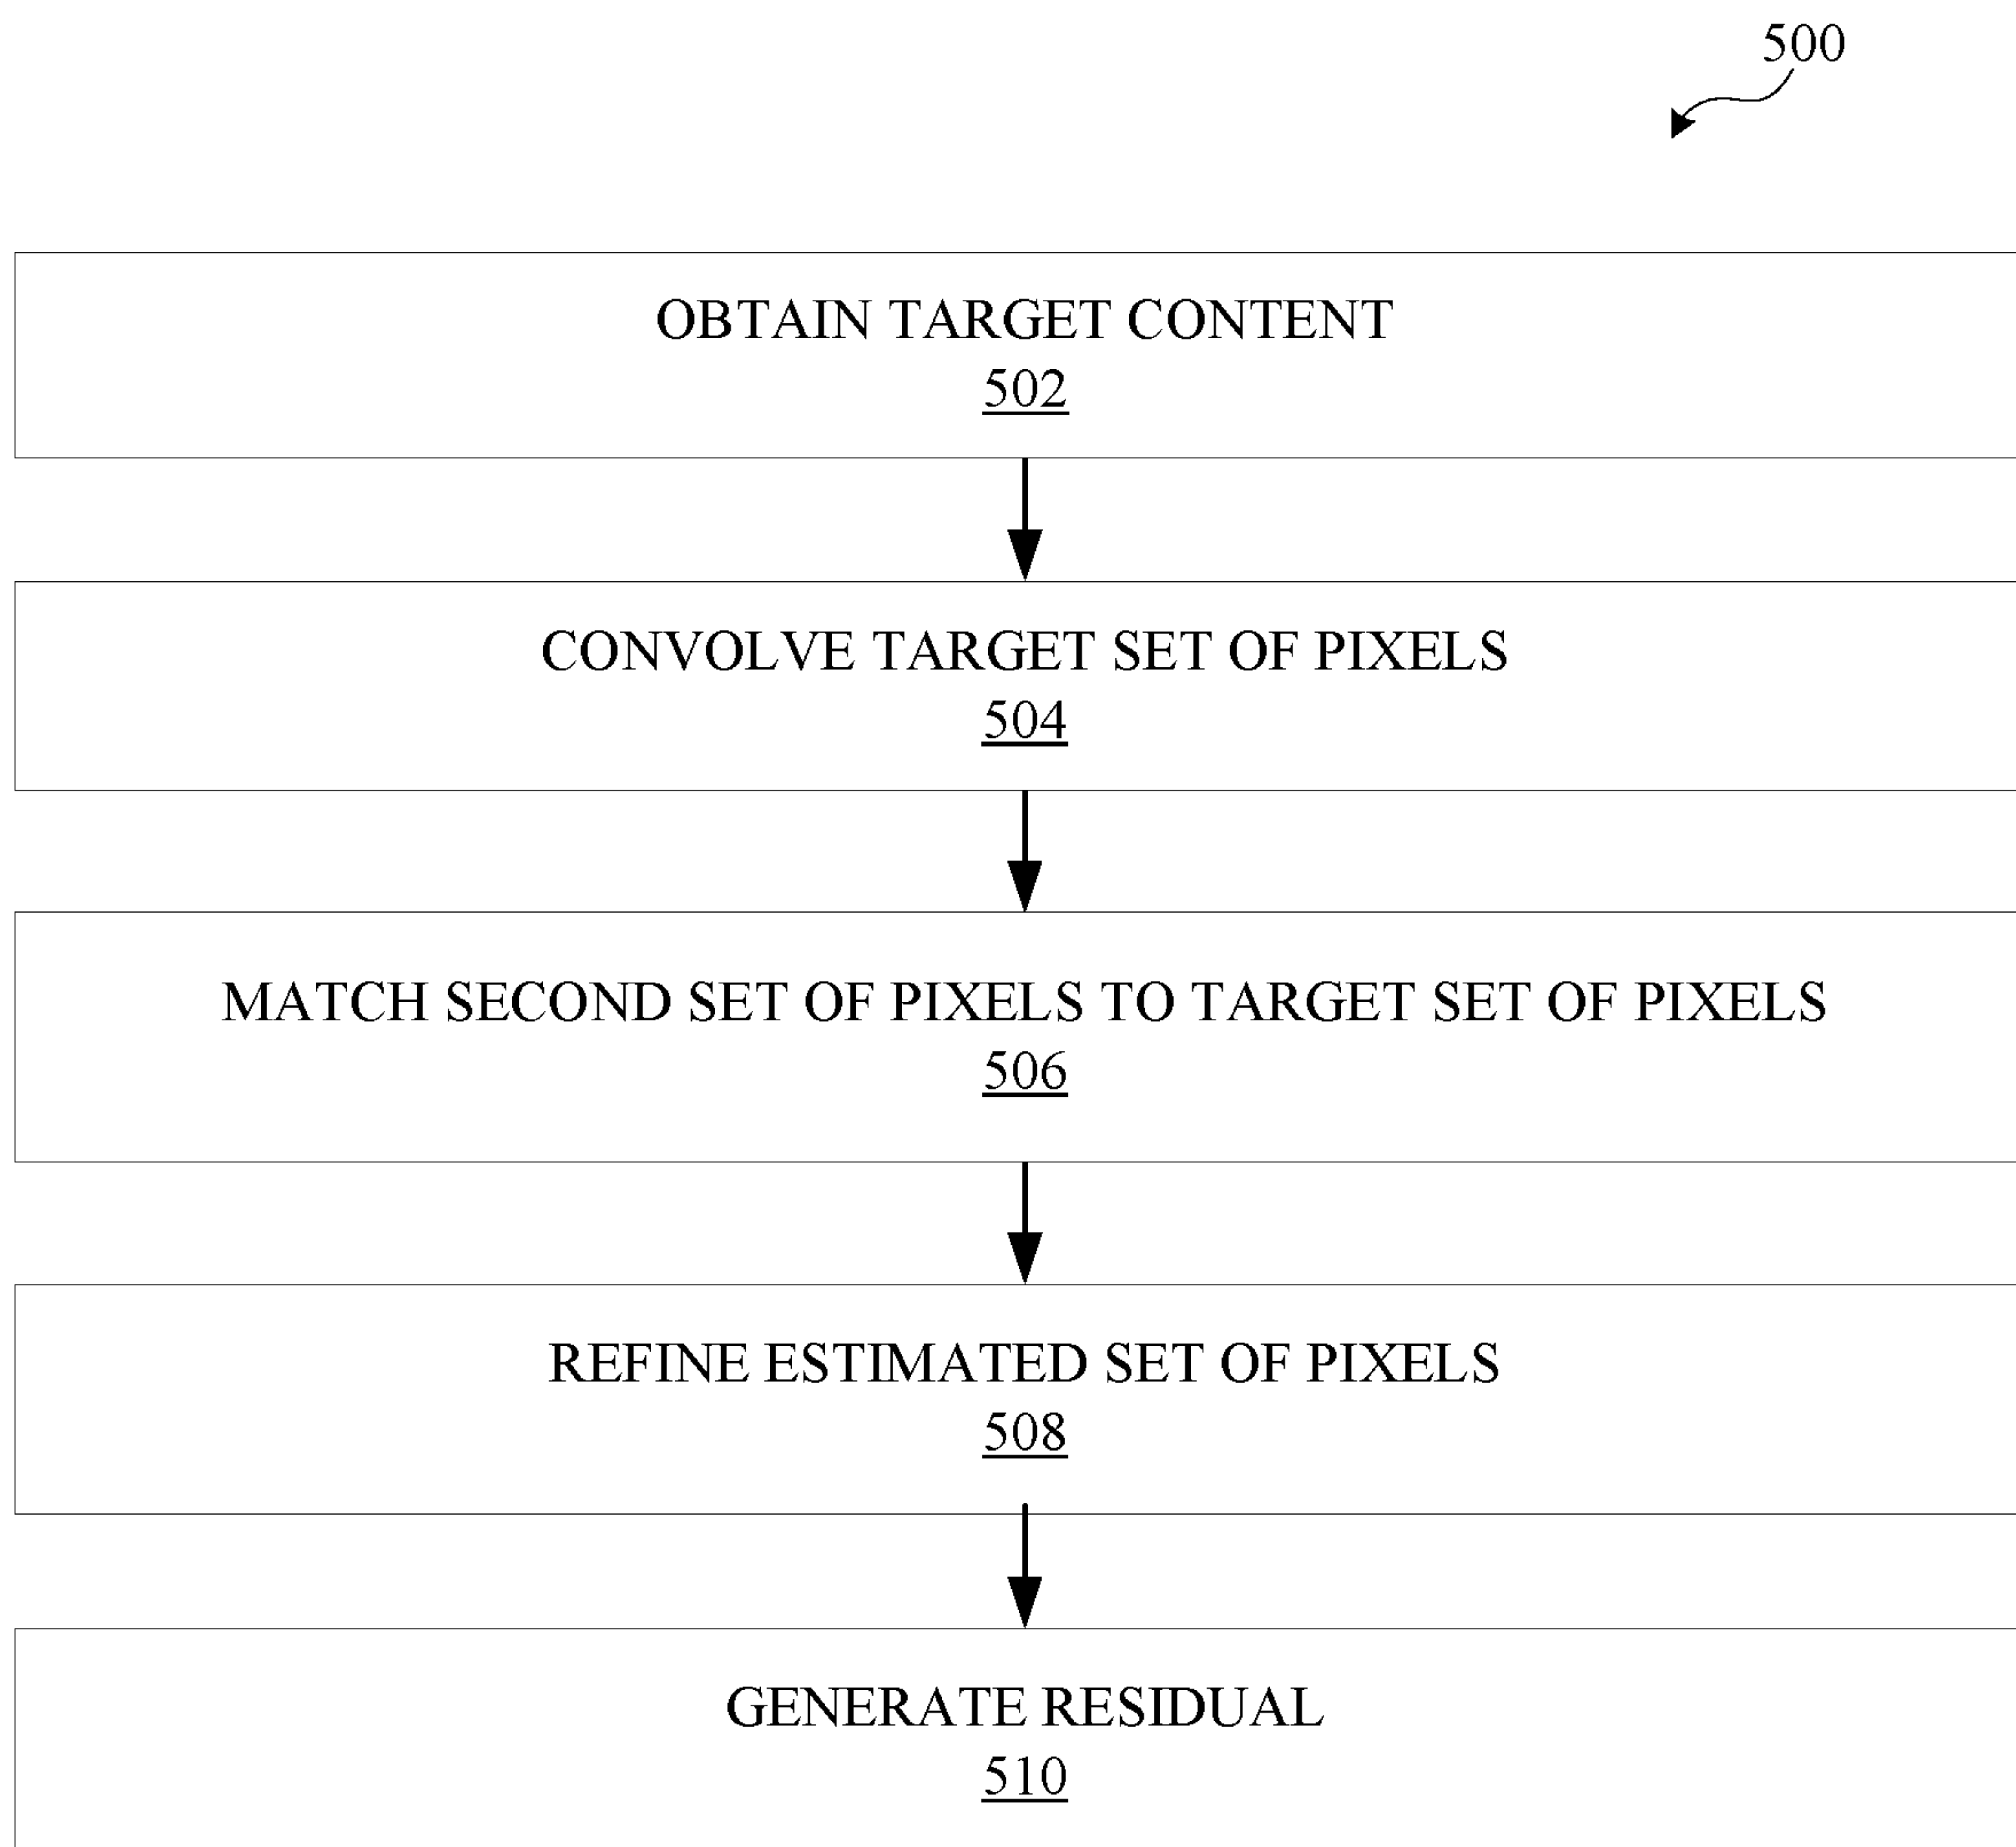 500
OBTAIN TARGET CONTENT
502
CONVOLVE TARGET SET OF PIXELS
504
MATCH SECOND SET OF PIXELS TO TARGET SET OF PIXELS
506
REFINE ESTIMATED SET OF PIXELS
508
GENERATE RESIDUAL
510